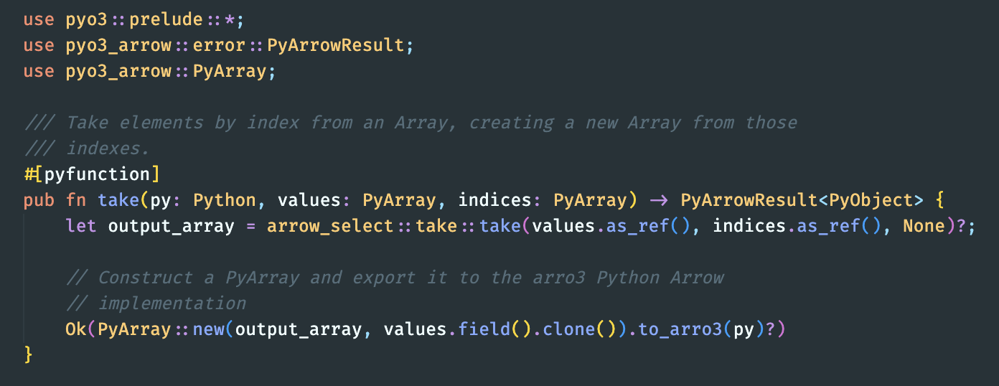 use pyo3::prelude::*;
use pyo3_arrow::error::PyArrowResult;
use pyo3_arrow::PyArray;

/// Take elements by index from an Array, creating a new Array from those
/// indexes.
#[pyfunction]
pub fn take(py: Python, values: PyArray, indices: PyArray) -> PyArrowResult<PyObject> {
    let output_array = arrow_select::take::take(values.as_ref(), indices.as_ref(), None)?;

    // Construct a PyArray and export it to the arro3 Python Arrow
    // implementation
    Ok(PyArray::new(output_array, values.field().clone()).to_arro3(py)?)
}